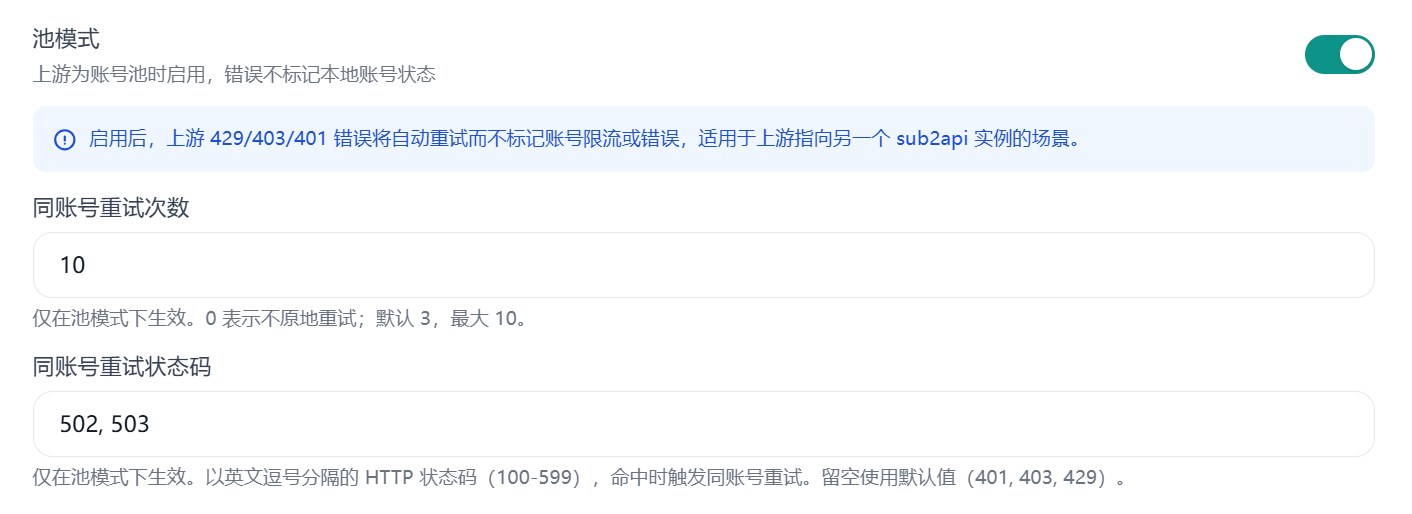 池模式
上游为账号池时启用，错误不标记本地账号状态
启用后，上游 429/403/401 错误将自动重试而不标记账号限流或错误，适用于上游指向另一个 sub2api 实例的场景。
同账号重试次数
10
仅在池模式下生效。0 表示不原地重试；默认 3，最大 10。
同账号重试状态码
502, 503
仅在池模式下生效。以英文逗号分隔的 HTTP 状态码（100-599），命中时触发同账号重试。留空使用默认值（401, 403, 429）。